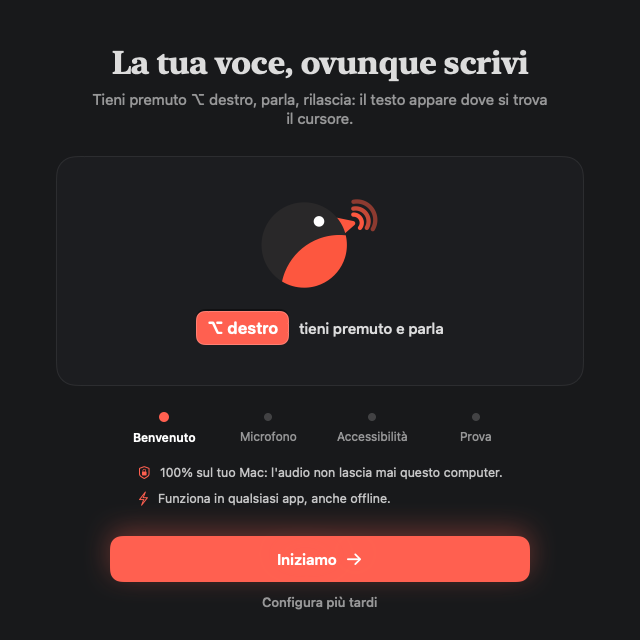 La tua voce, ovunque scrivi
Tieni premuto ⌥ destro, parla, rilascia: il testo appare dove si trova
il cursore.
⌥ destro tieni premuto e parla
Benvenuto Microfono Accessibilità Prova
100% sul tuo Mac: l'audio non lascia mai questo computer.
Funziona in qualsiasi app, anche offline.
Iniziamo →
Configura più tardi